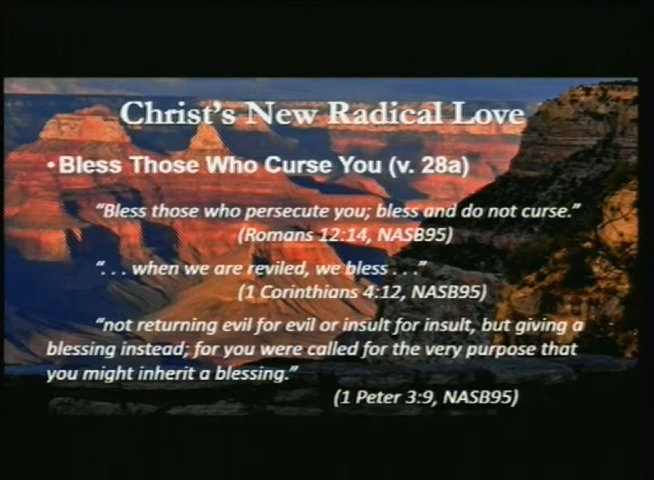 Christ's New Radical Love
•Bless Those Who Curse You (v. 28a)
“Bless those who persecute you; bless and do not curse.”
(Romans 12:14, NASB95)
“. . . when we are reviled, we bless . . .”
(1 Corinthians 4:12, NASB95)
“not returning evil for evil or insult for insult, but giving a
blessing instead; for you were called for the very purpose that
you might inherit a blessing.”
(1 Peter 3:9, NASB95)